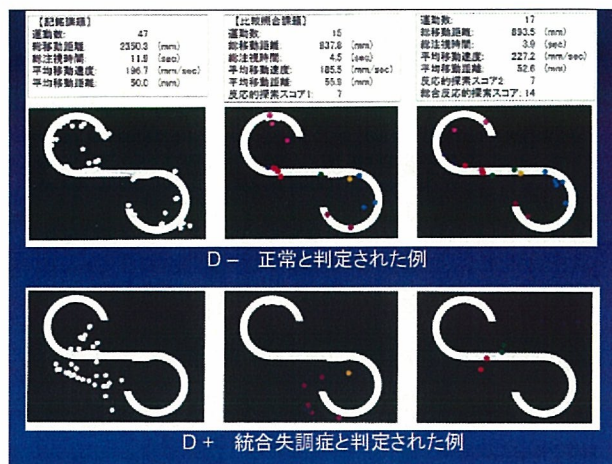 【記銘課題】
運動数: 47
総移動距離: 2350.3 (mm)
総注視時間: 11.9 (sec)
平均移動速度: 196.7 (mm/sec)
平均移動距離: 50.0 (mm)
【比較照合課題】
運動数: 15
総移動距離: 837.8 (mm)
総注視時間: 4.5 (sec)
平均移動速度: 185.5 (mm/sec)
平均移動距離: 55.9 (mm)
反応的探索スコア1: 7
運動数: 17
総移動距離: 893.5 (mm)
総注視時間: 3.9 (sec)
平均移動速度: 227.2 (mm/sec)
平均移動距離: 52.6 (mm)
反応的探索スコア2: 7
総合反応的探索スコア: 14
D− 正常と判定された例
D+ 統合失調症と判定された例